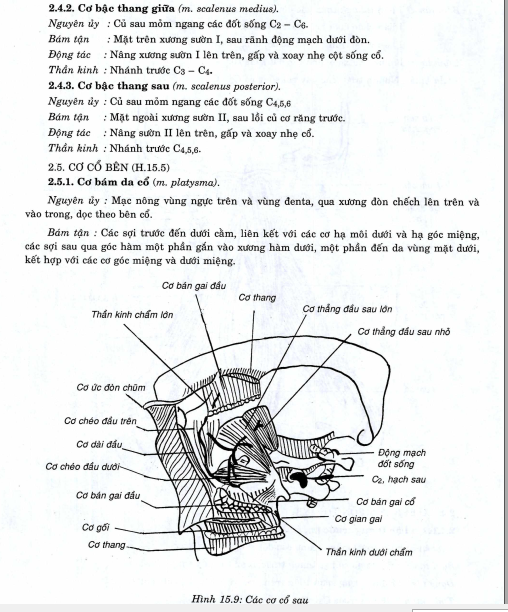 2.4.2. Cơ bậc thang giữa (m. scalenus medius).
Nguyên ủy : Củ sau mỏm ngang các đốt sống C2 – C6.
Bám tận : Mặt trên xương sườn I, sau rãnh động mạch dưới đòn.
Động tác : Nâng xương sườn I lên trên, gấp và xoay nhẹ cột sống cổ.
Thần kinh : Nhánh trước C3 – C4.
2.4.3. Cơ bậc thang sau (m. scalenus posterior).
Nguyên ủy : Củ sau mỏm ngang các đốt sống C4,5,6
Bám tận : Mặt ngoài xương sườn II, sau lồi củ cơ răng trước.
Động tác : Nâng sườn II lên trên, gấp và xoay nhẹ cổ.
Thần kinh : Nhánh trước C4,5,6.
2.5. CƠ CỔ BÊN (H.15.5)
2.5.1. Cơ bám da cổ (m. platysma).
Nguyên ủy : Mạc nông vùng ngực trên và vùng đenta, qua xương đòn chếch lên trên và
vào trong, dọc theo bên cổ.
Bám tận : Các sợi trước đến dưới cằm, liên kết với các cơ hạ môi dưới và hạ góc miệng,
các sợi sau qua góc hàm một phần gắn vào xương hàm dưới, một phần đến da vùng mặt dưới,
kết hợp với các cơ góc miệng và dưới miệng.
Cơ bán gai đầu
Cơ thang
Thần kinh chẩm lớn
Cơ thẳng đầu sau lớn
Cơ thẳng đầu sau nhỏ
Cơ ức đòn chũm
Cơ chéo đầu trên
Cơ dài đầu
Cơ chéo đầu dưới
Cơ bán gai đầu
Cơ gối
Cơ thang
Động mạch
đốt sống
C2, hạch sau
Cơ bán gai cổ
Cơ gian gai
Thần kinh dưới chẩm
Hình 15.9: Các cơ cổ sau